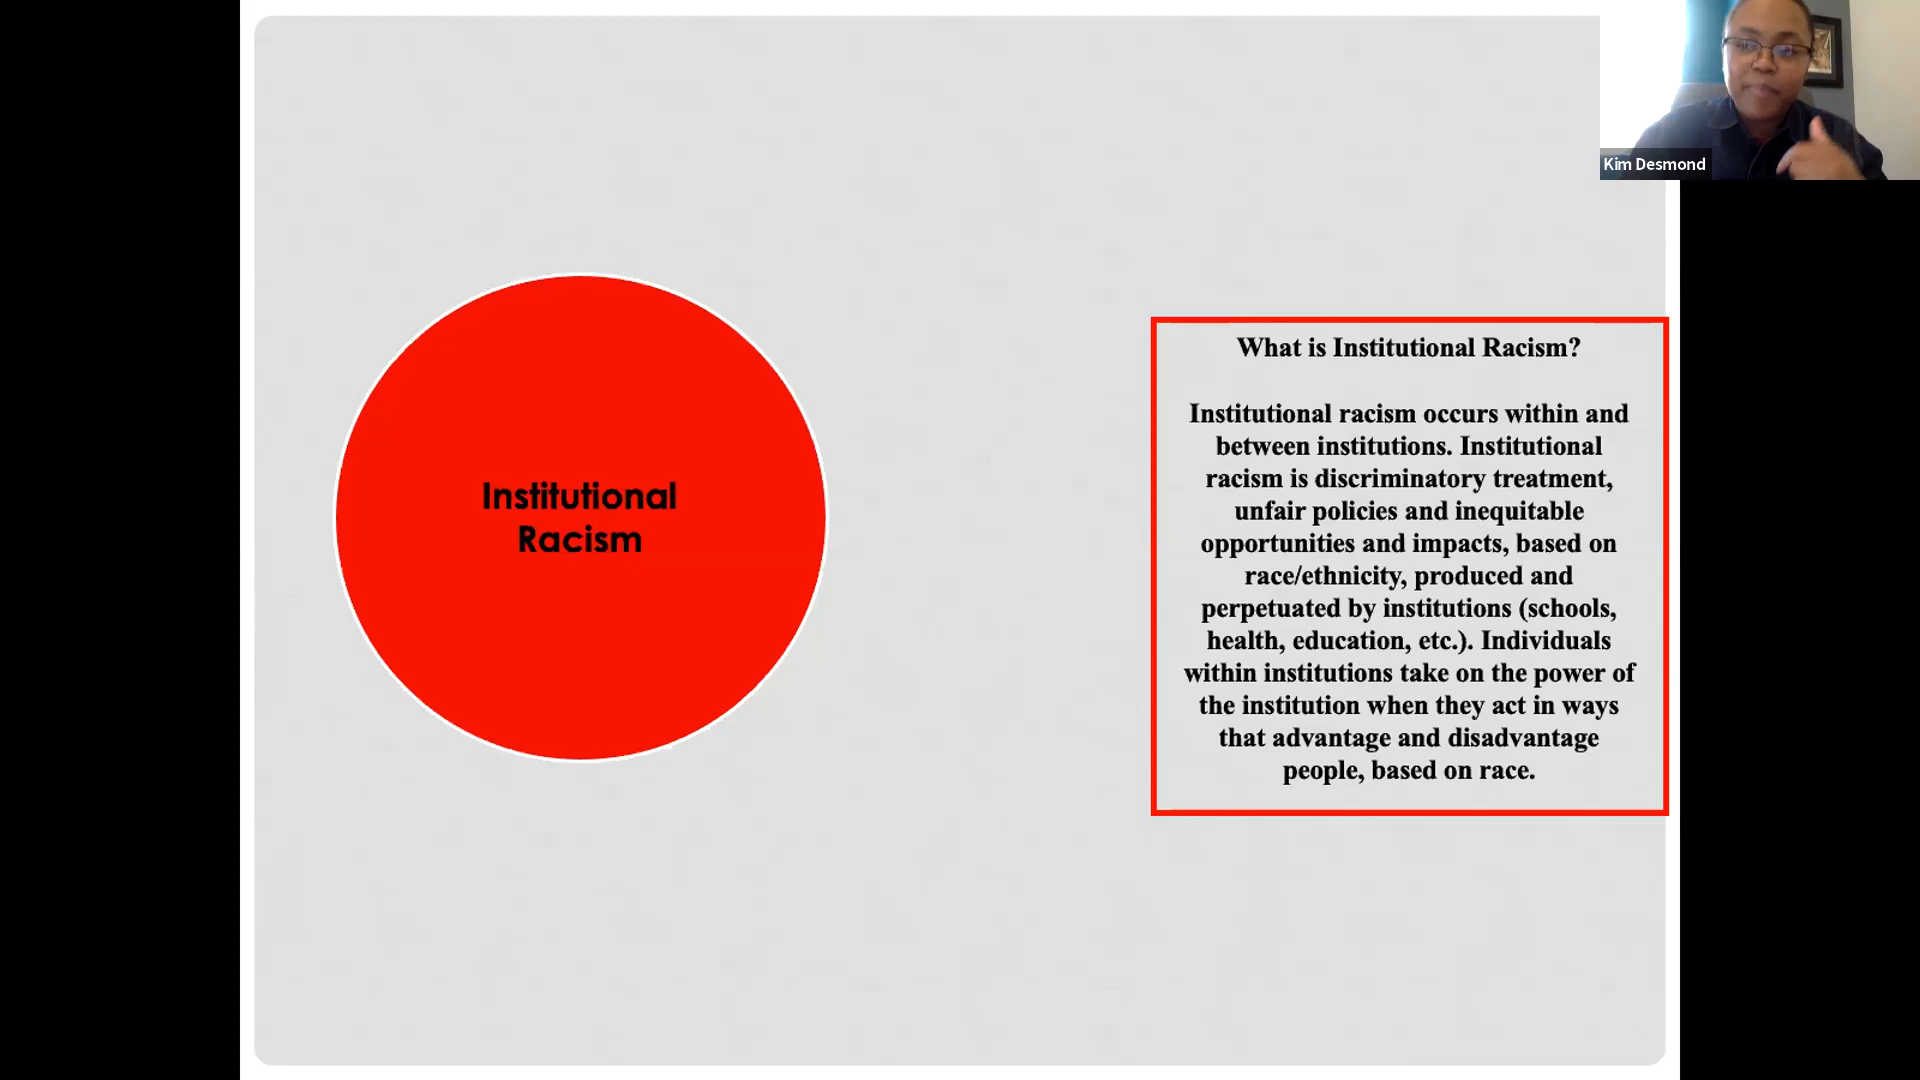 Kim Desmond
Institutional
Racism
What is Institutional Racism?
Institutional racism occurs within and
between institutions. Institutional
racism is discriminatory treatment,
unfair policies and inequitable
opportunities and impacts, based on
race/ethnicity, produced and
perpetuated by institutions (schools,
health, education, etc.). Individuals
within institutions take on the power of
the institution when they act in ways
that advantage and disadvantage
people, based on race.